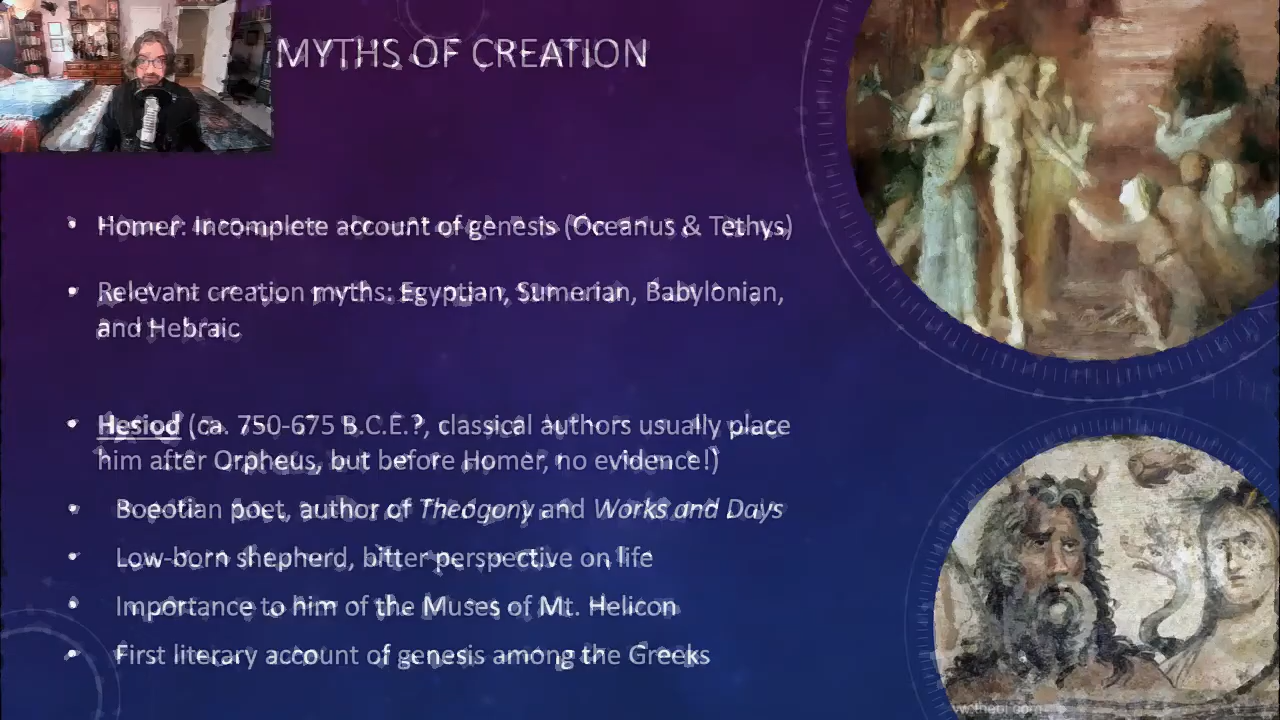 MYTHS OF CREATION
• Homer: Incomplete account of genesis (Oceanus & Tethys)
• Relevant creation myths: Egyptian, Sumerian, Babylonian,
and Hebraic
• Hesiod (ca. 750-675 B.C.E.?, classical authors usually place
him after Orpheus, but before Homer, no evidence!)
• Boeotian poet, author of Theogony and Works and Days
• Low-born shepherd, bitter perspective on life
• Importance to him of the Muses of Mt. Helicon
• First literary account of genesis among the Greeks